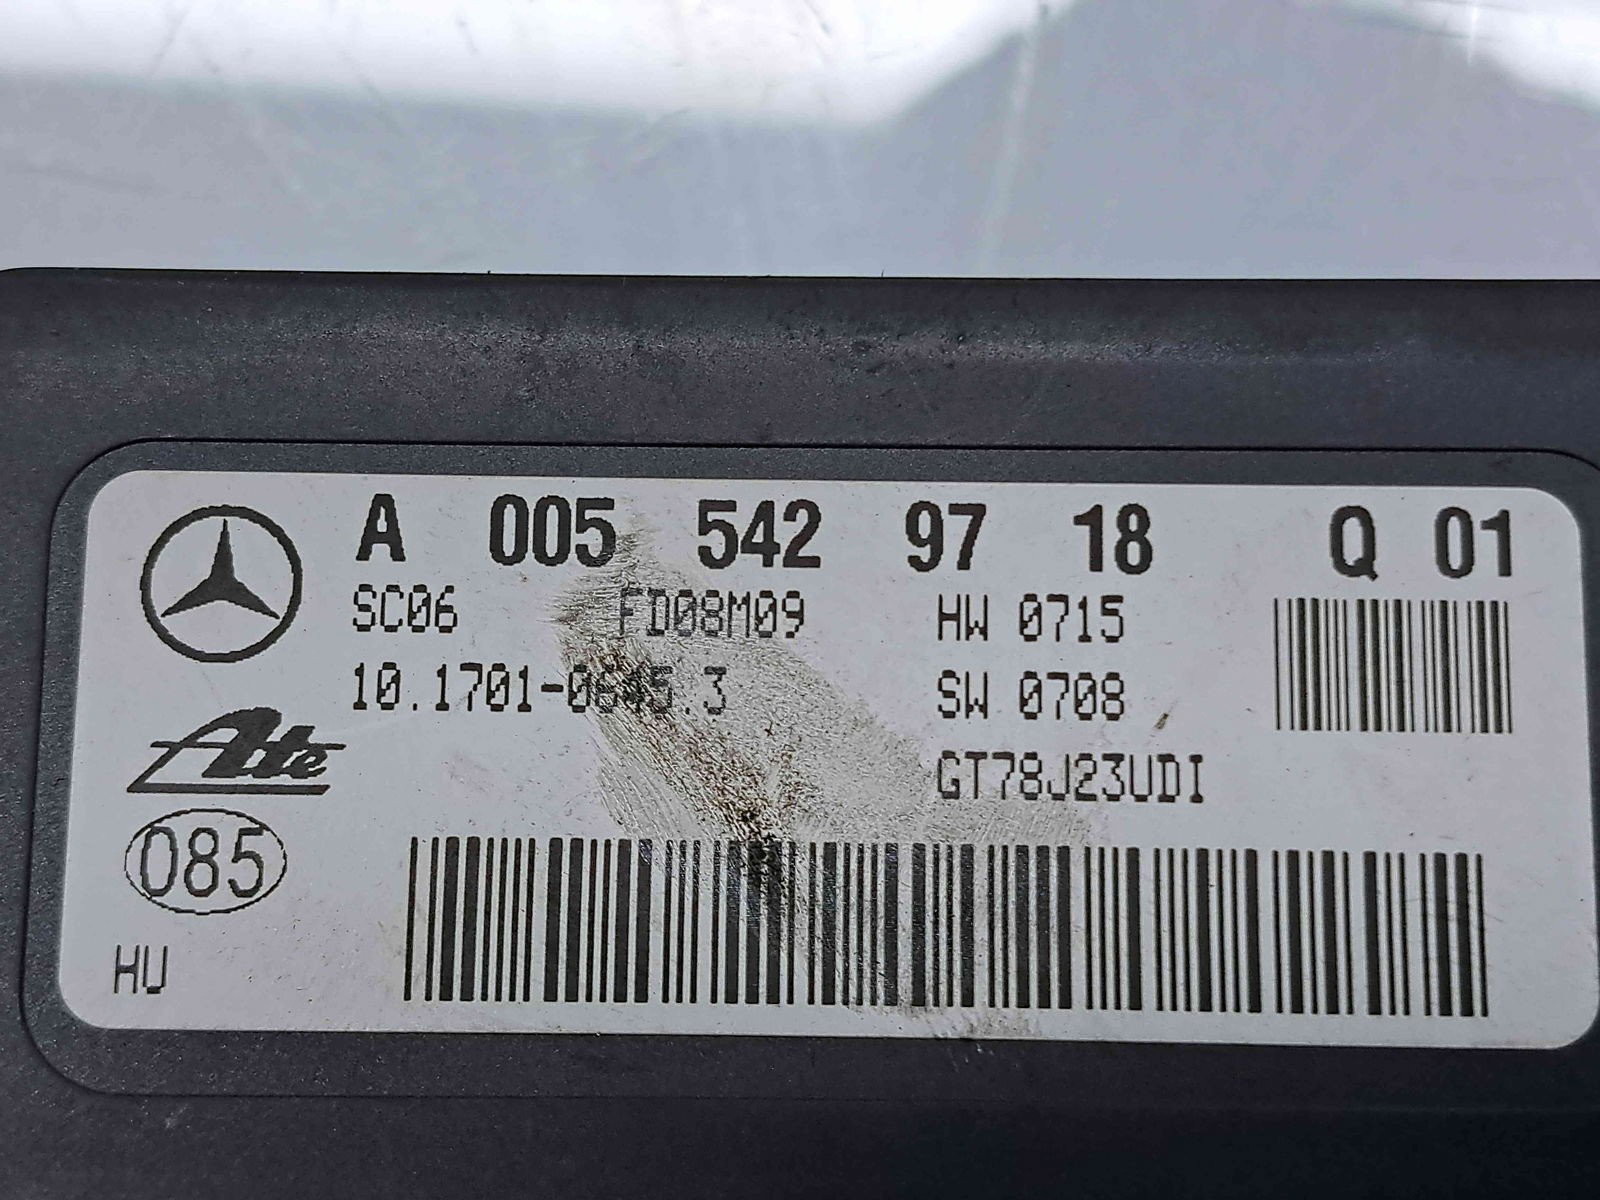 A 005 542 97 18 Q 01
SC06 FD08M09 HW 0715
10.1701-0645.3 SW 0708
Ate
GT78J23UDI
085
HU